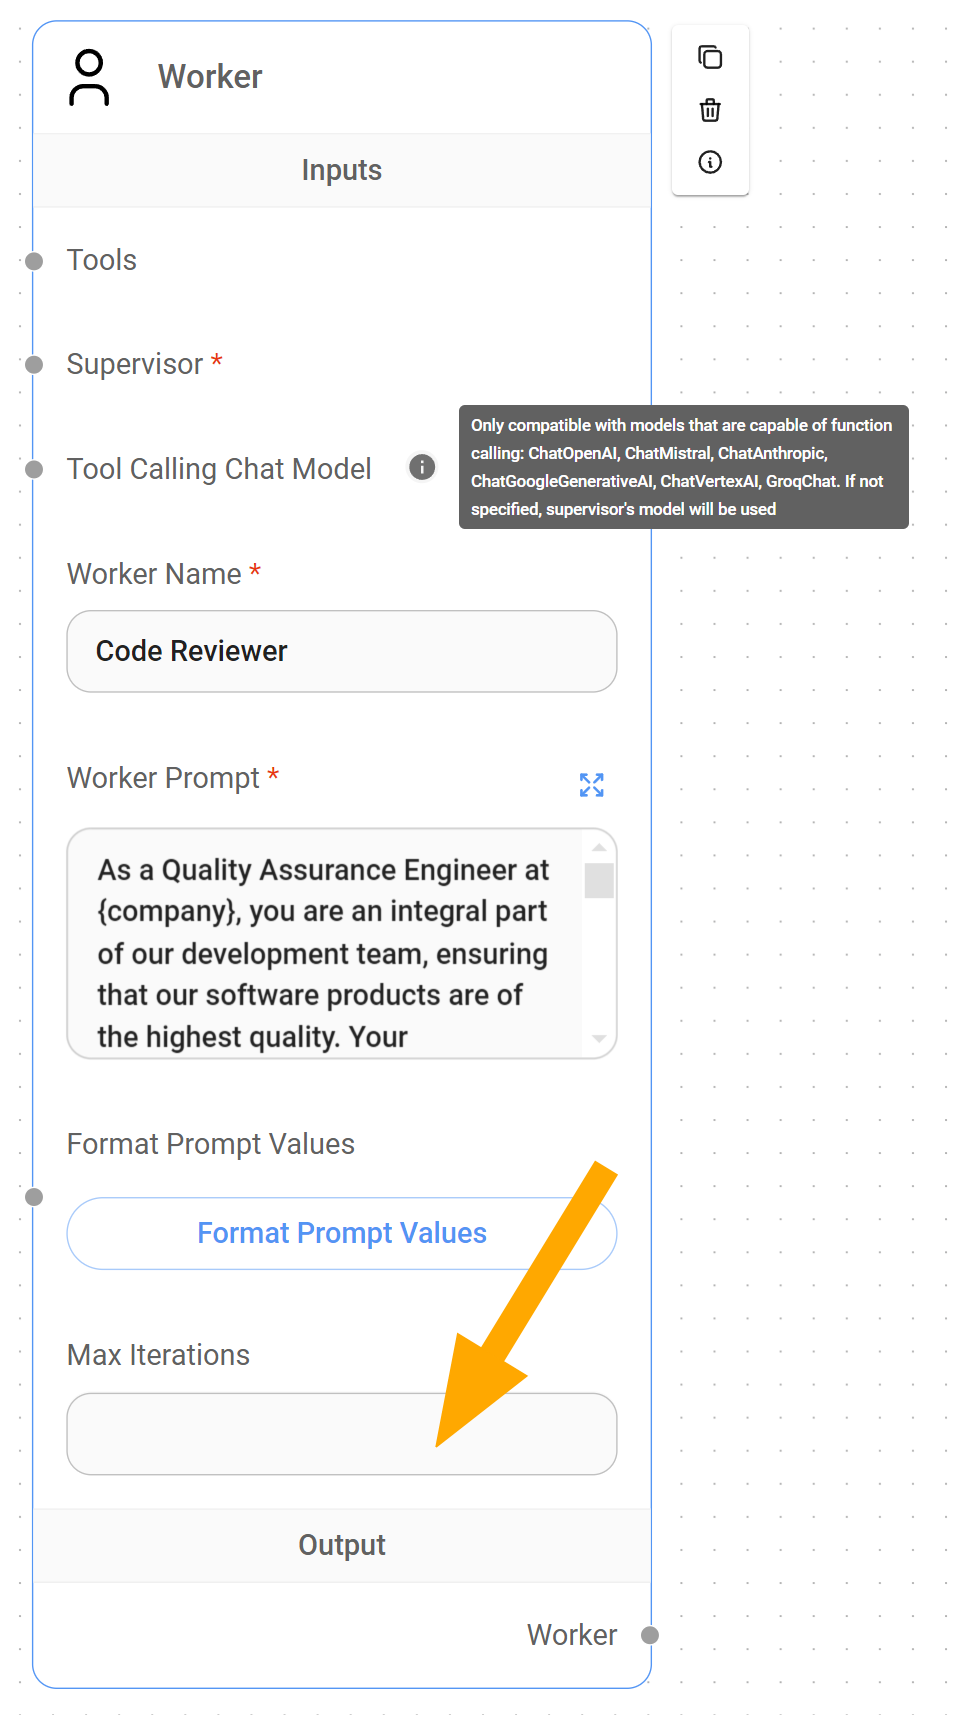 Worker
Inputs
Tools
Supervisor *
Tool Calling Chat Model
Only compatible with models that are capable of function
calling: ChatOpenAI, ChatMistral, ChatAnthropic,
ChatGoogleGenerativeAI, ChatVertexAI, GroqChat. If not
specified, supervisor's model will be used
Worker Name *
Code Reviewer
Worker Prompt *
As a Quality Assurance Engineer at
{company}, you are an integral part
of our development team, ensuring
that our software products are of
the highest quality. Your
Format Prompt Values
Format Prompt Values
Max Iterations
Output
Worker